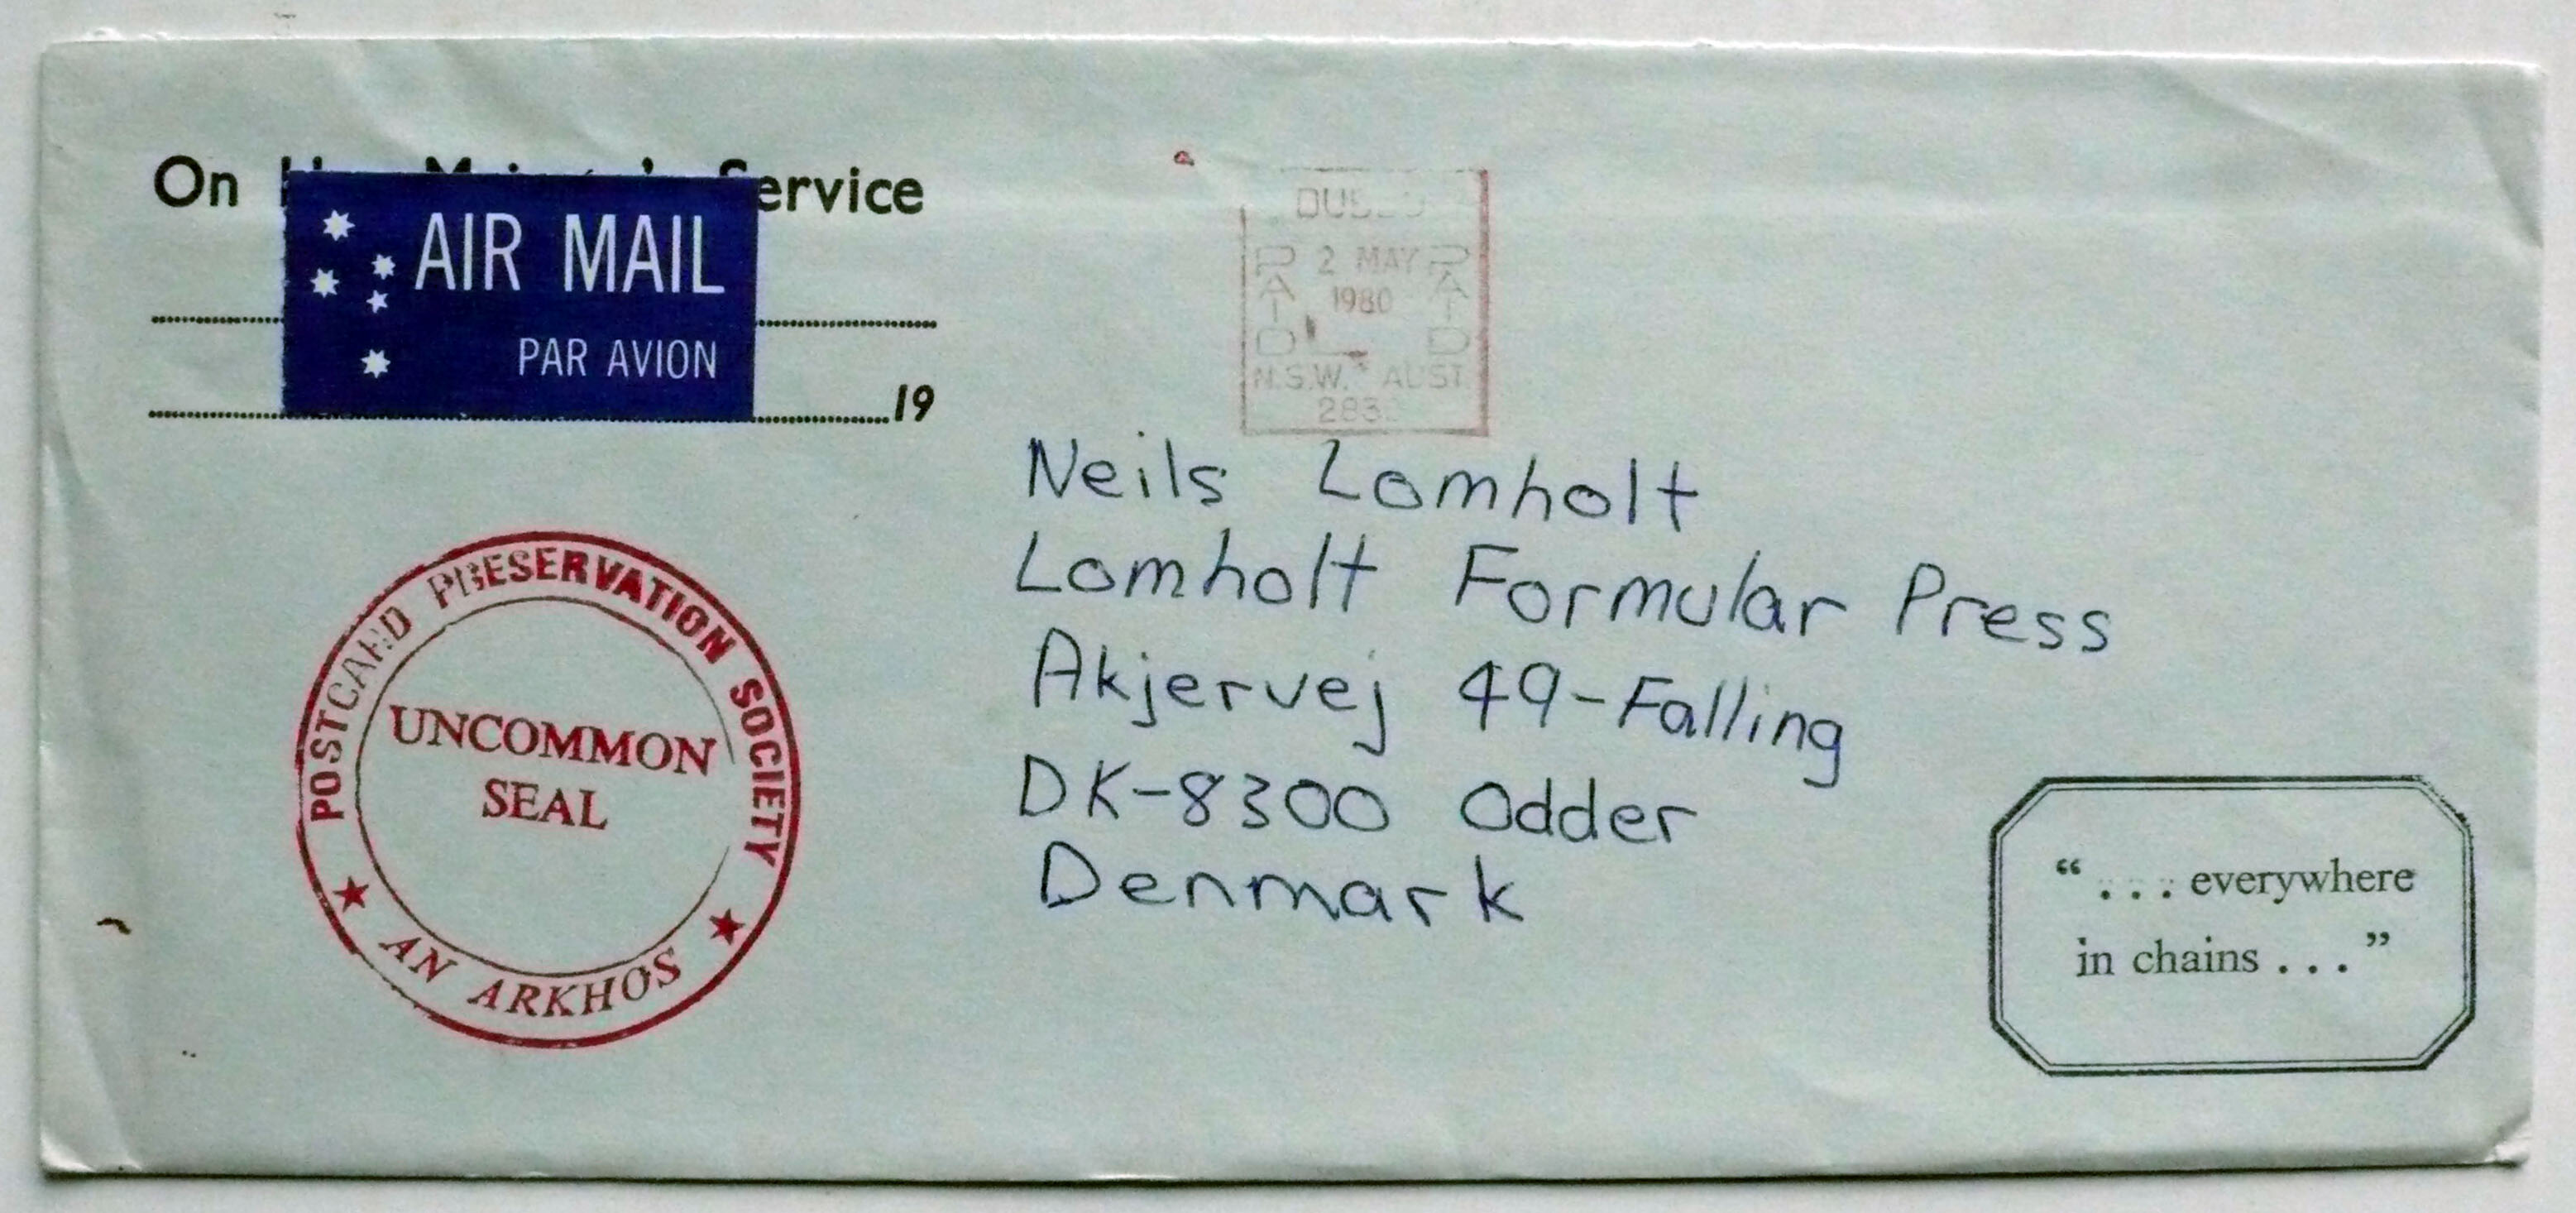 On Service
AIR MAIL
PAR AVION
19
PAID 2 MAY PAID
1980
N.S.W. AUST.
Neils Lomholt
Lomholt Formular Press
Akjervej 49-Falling
DK-8300 Odder
Denmark
POSTCARD PRESERVATION SOCIETY
UNCOMMON
SEAL
★ AN ARKHOS ★
“ . . . everywhere
in chains . . . ”